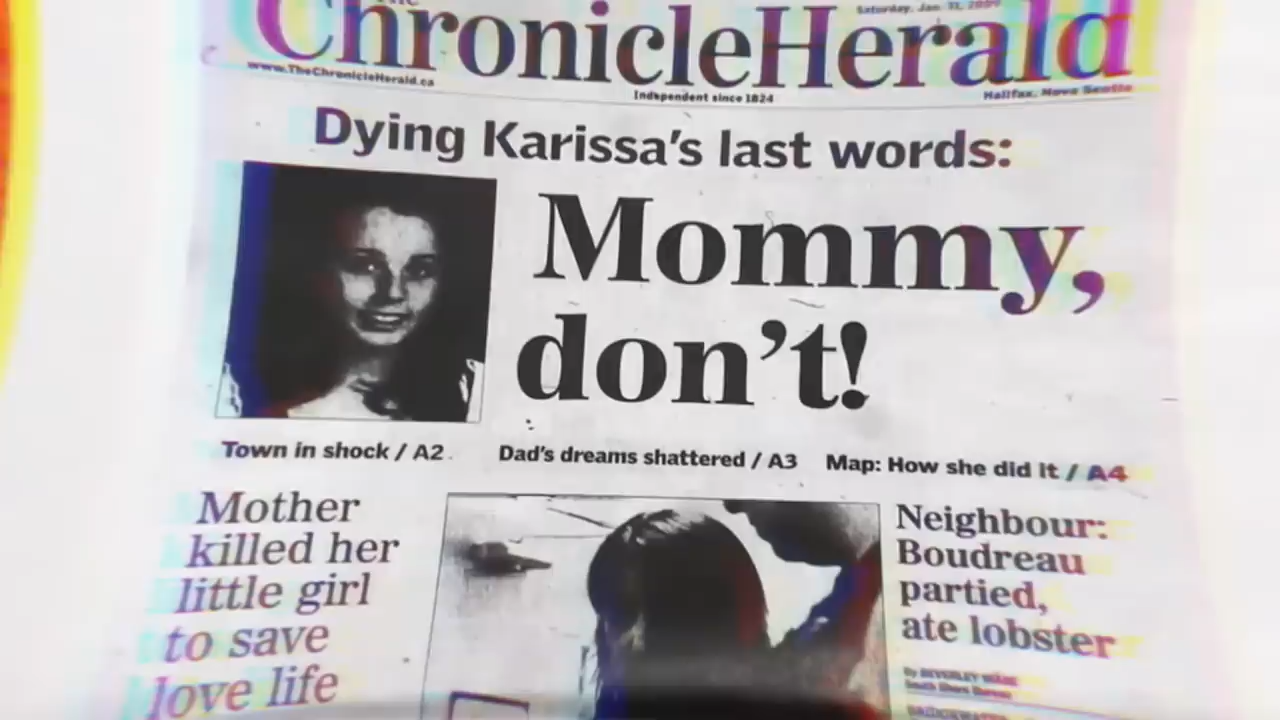 The
ChronicleHerald
www.TheChronicleHerald.ca
Independent since 1824
Halifax, Nova Scotia
Dying Karissa's last words:
Mommy,
don't!
Town in shock / A2
Dad's dreams shattered / A3
Map: How she did it / A4
Mother
killed her
little girl
to save
love life
Neighbour:
Boudreau
partied,
ate lobster